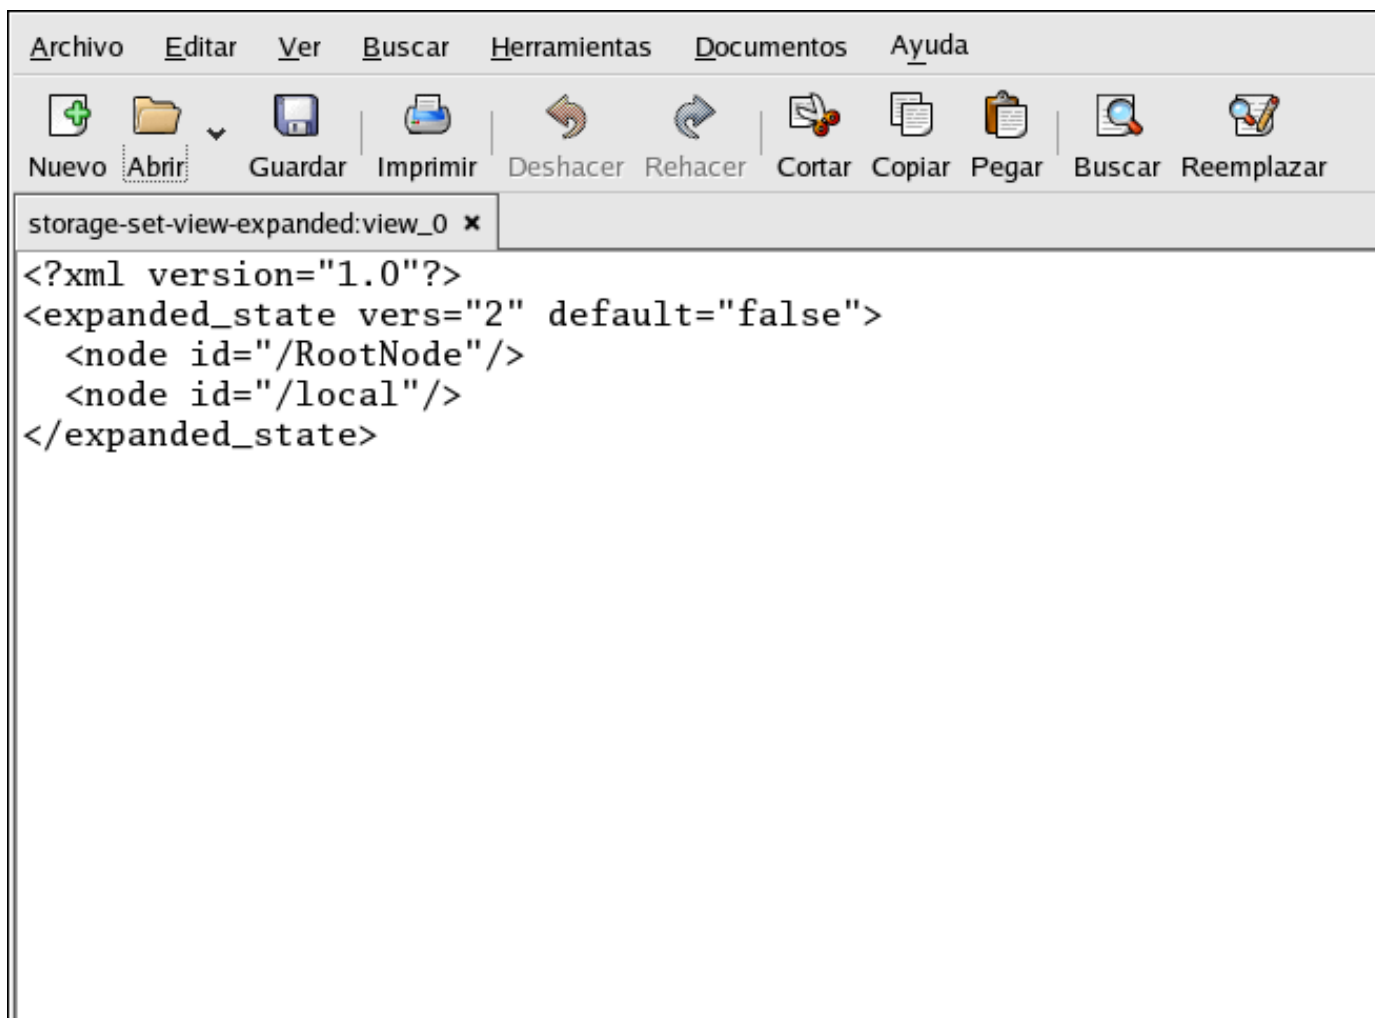 Archivo Editar Ver Buscar Herramientas Documentos Ayuda
Nuevo Abrir Guardar Imprimir Deshacer Rehacer Cortar Copiar Pegar Buscar Reemplazar
storage-set-view-expanded:view_0
<?xml version="1.0"?>
<expanded_state vers="2" default="false">
  <node id="/RootNode"/>
  <node id="/local"/>
</expanded_state>